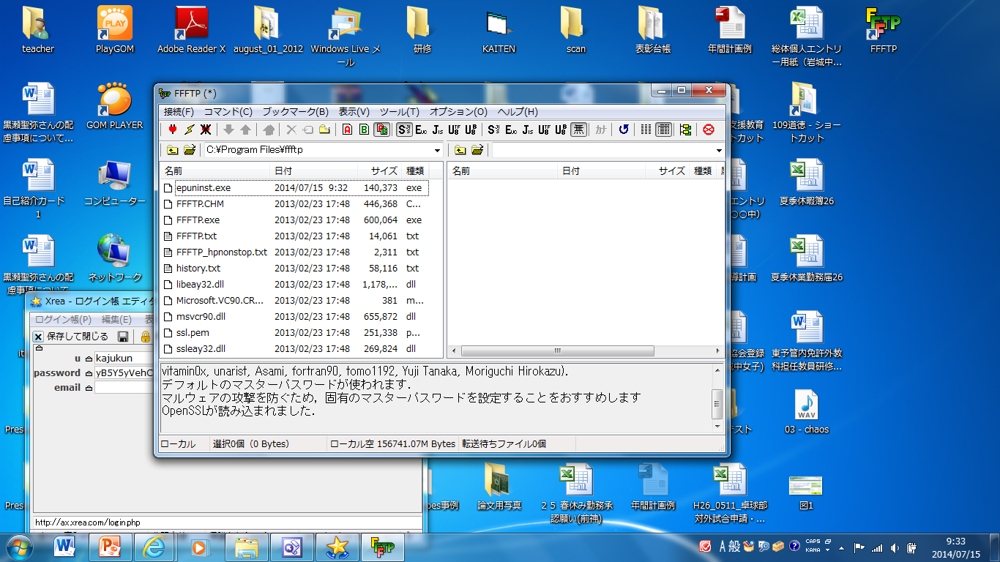 teacher
PlayGOM
Adobe Reader X
august_01_2012
Windows Live メール
研修
KAITEN
scan
表彰台帳
年間計画例
総体個人エントリー用紙（岩城中...
FFFTP
黒瀬聖弥さんの配慮事項について...
GOM PLAYER
支援教育
トカット
109道徳 - ショートカット
自己紹介カード
1
コンピューター
エントリ
○○中)
夏季休暇簿26
黒瀬聖弥さんの配慮事項について
ネットワーク
導計画
夏季休業勤務届26
協会登録
中女子)
東予管内免許外教科担任教員研修...
テスト
03 - chaos
Pres
Pres
pes事例
論文用写真
２５ 春休み勤務承認願い(前神)
年間計画例
H26_0511_卓球部対外試合申請・...
図1
FFFTP (*)
接続(F) コマンド(C) ブックマーク(B) 表示(V) ツール(T) オプション(O) ヘルプ(H)
C:¥Program Files¥ffftp
名前 日付 サイズ 種類
epuninst.exe 2014/07/15 9:32 140,373 exe
FFFTP.CHM 2013/02/23 17:48 446,368 C...
FFFTP.exe 2013/02/23 17:48 600,064 exe
FFFTP.txt 2013/02/23 17:48 14,061 txt
FFFTP_hpmnstop.txt 2013/02/23 17:48 2,311 txt
history.txt 2013/02/23 17:48 58,116 txt
libeay32.dll 2013/02/23 17:48 1,178,... dll
Microsoft.VC90.CR... 2013/02/23 17:48 381 m...
msvcr90.dll 2013/02/23 17:48 655,872 dll
ssl.pem 2013/02/23 17:48 251,338 p...
ssleay32.dll 2013/02/23 17:48 269,824 dll
名前 日付 サイズ 種類
vitamin0x, unarist, Asami, fortran90, tomo1192, Yuji Tanaka, Moriguchi Hirokazu).
デフォルトのマスターパスワードが使われます.
マルウェアの攻撃を防ぐため，固有のマスターパスワードを設定することをおすすめします
OpenSSLが読み込まれました.
ローカル 選択0個（0 Bytes） ローカル空 156741.07M Bytes 転送待ちファイル0個
Xrea - ログイン帳 エディタ
ログイン帳(P) 編集(E) 表
保存して閉じる
u kajukun
password yB5Y5yVehC
email
http://ax.xrea.com/login.php
A 般
CAPS
KANA
9:33
2014/07/15